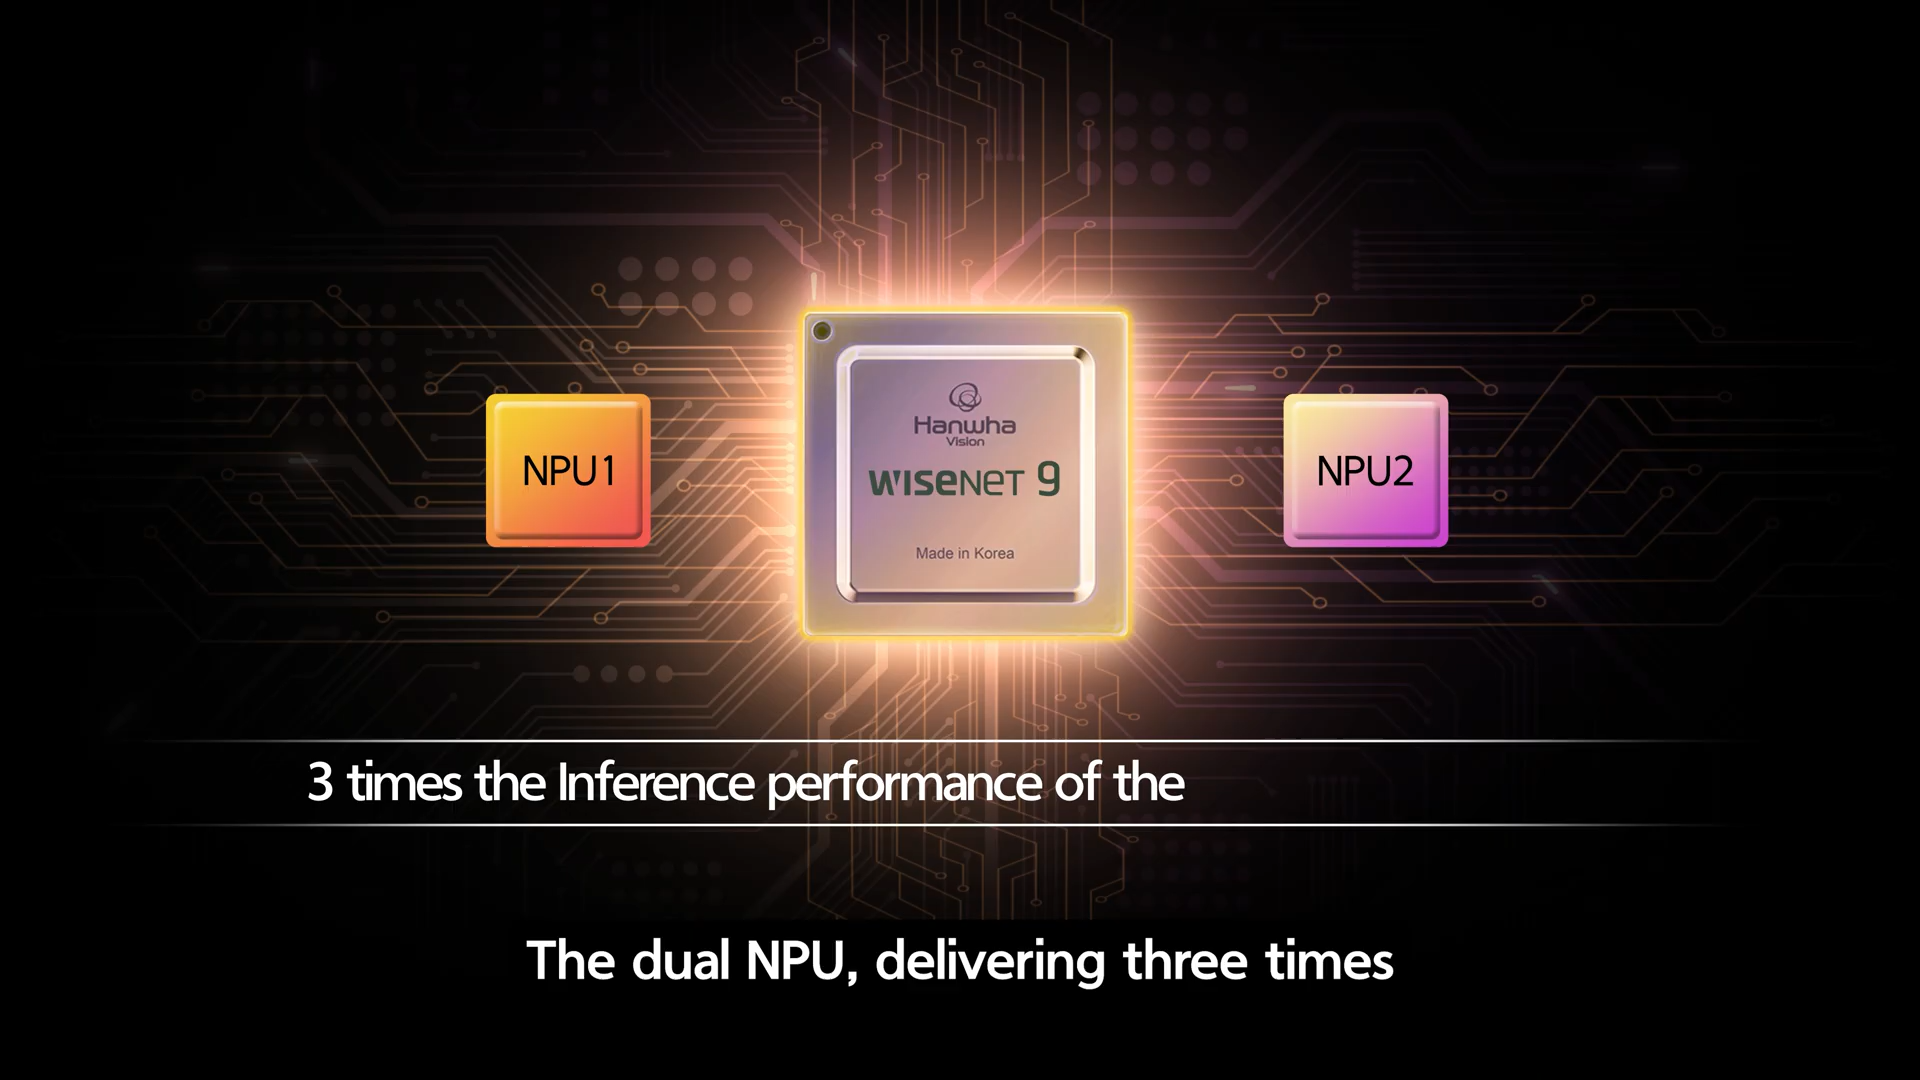 NPU1
Hanwha
Vision
WISENET 9
Made in Korea
NPU2
3 times the Inference performance of the
The dual NPU, delivering three times